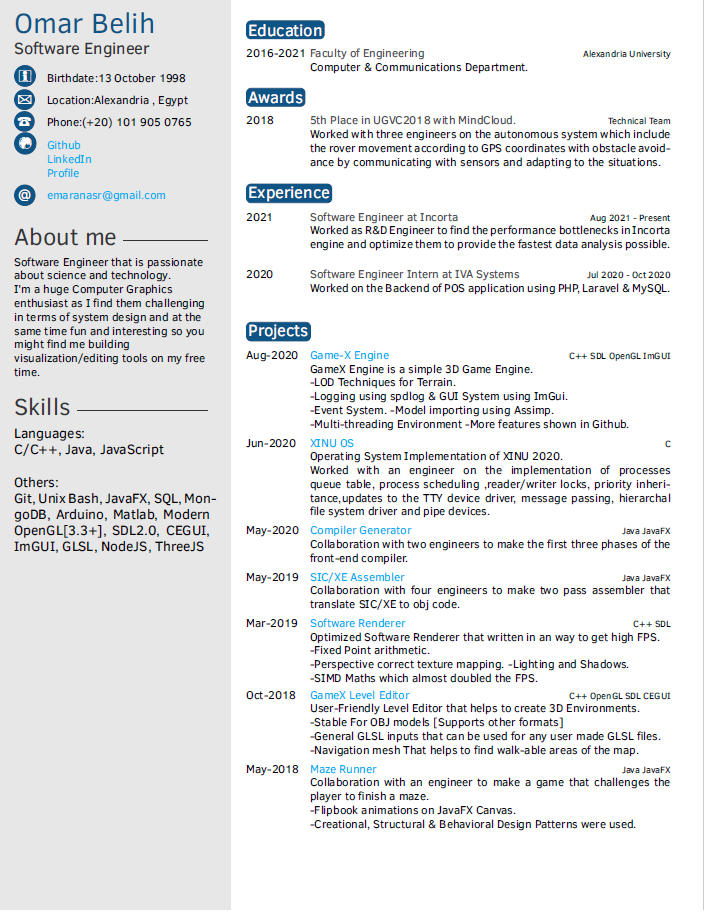 Omar Belih
Software Engineer
Birthdate:13 October 1998
Location:Alexandria , Egypt
Phone:(+20) 101 905 0765
Github
LinkedIn
Profile
@ emaranasr@gmail.com
About me
Software Engineer that is passionate
about science and technology.
I'm a huge Computer Graphics
enthusiast as I find them challenging
in terms of system design and at the
same time fun and interesting so you
might find me building
visualization/editing tools on my free
time.
Skills
Languages:
C/C++, Java, JavaScript
Others:
Git, Unix Bash, JavaFX, SQL, Mon-
goDB, Arduino, Matlab, Modern
OpenGL[3.3+], SDL2.0, CEGUI,
ImGUI, GLSL, NodeJS, ThreeJS
Education
2016-2021 Faculty of Engineering Alexandria University
Computer & Communications Department.
Awards
2018 5th Place in UGVC2018 with MindCloud. Technical Team
Worked with three engineers on the autonomous system which include
the rover movement according to GPS coordinates with obstacle avoid-
ance by communicating with sensors and adapting to the situations.
Experience
2021 Software Engineer at Incorta Aug 2021 - Present
Worked as R&D Engineer to find the performance bottlenecks in Incorta
engine and optimize them to provide the fastest data analysis possible.
2020 Software Engineer Intern at IVA Systems Jul 2020 - Oct 2020
Worked on the Backend of POS application using PHP, Laravel & MySQL.
Projects
Aug-2020 Game-X Engine C++ SDL OpenGL ImGUI
GameX Engine is a simple 3D Game Engine.
-LOD Techniques for Terrain.
-Logging using spdlog & GUI System using ImGui.
-Event System. -Model importing using Assimp.
-Multi-threading Environment -More features shown in Github.
Jun-2020 XINU OS C
Operating System Implementation of XINU 2020.
Worked with an engineer on the implementation of processes
queue table, process scheduling ,reader/writer locks, priority inheri-
tance,updates to the TTY device driver, message passing, hierarchal
file system driver and pipe devices.
May-2020 Compiler Generator Java JavaFX
Collaboration with two engineers to make the first three phases of the
front-end compiler.
May-2019 SIC/XE Assembler Java JavaFX
Collaboration with four engineers to make two pass assembler that
translate SIC/XE to obj code.
Mar-2019 Software Renderer C++ SDL
Optimized Software Renderer that written in an way to get high FPS.
-Fixed Point arithmetic.
-Perspective correct texture mapping. -Lighting and Shadows.
-SIMD Maths which almost doubled the FPS.
Oct-2018 GameX Level Editor C++ OpenGL SDL CEGUI
User-Friendly Level Editor that helps to create 3D Environments.
-Stable For OBJ models [Supports other formats]
-General GLSL inputs that can be used for any user made GLSL files.
-Navigation mesh That helps to find walk-able areas of the map.
May-2018 Maze Runner Java JavaFX
Collaboration with an engineer to make a game that challenges the
player to finish a maze.
-Flipbook animations on JavaFX Canvas.
-Creational, Structural & Behavioral Design Patterns were used.